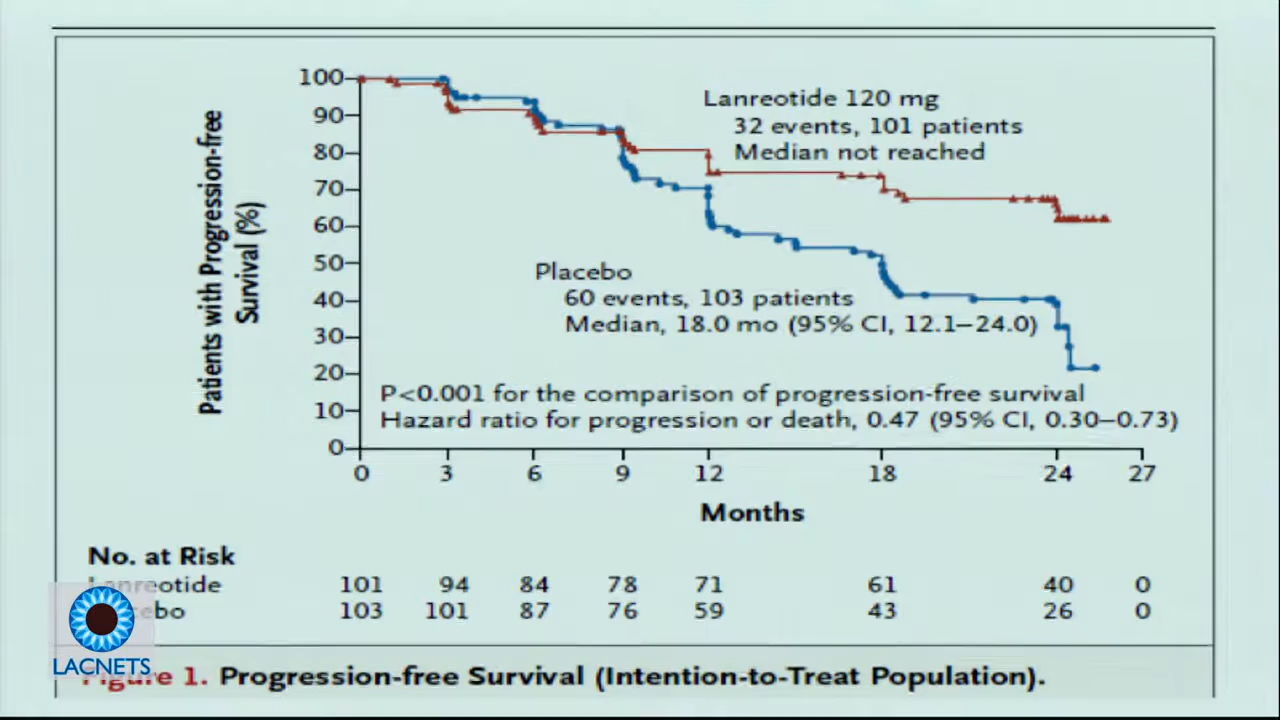 Patients with Progression-free
Survival (%)
100
90
80
70
60
50
40
30
20
10
0
Lanreotide 120 mg
32 events, 101 patients
Median not reached
Placebo
60 events, 103 patients
Median, 18.0 mo (95% CI, 12.1–24.0)
P<0.001 for the comparison of progression-free survival
Hazard ratio for progression or death, 0.47 (95% CI, 0.30–0.73)
0 3 6 9 12 18 24 27
Months
No. at Risk
Lanreotide 101 94 84 78 71 61 40 0
Placebo 103 101 87 76 59 43 26 0
LACNETS
Figure 1. Progression-free Survival (Intention-to-Treat Population).